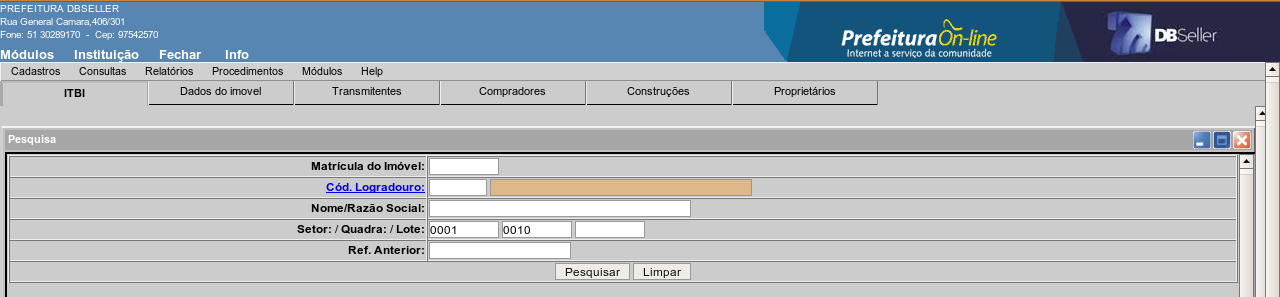 PREFEITURA DBSELLER
Rua General Camara,406/301
Fone: 51 30289170 - Cep: 97542570
PrefeituraOn-line
Internet a serviço da comunidade
DBSeller
Módulos Instituição Fechar Info
Cadastros Consultas Relatórios Procedimentos Módulos Help
ITBI Dados do imovel Transmitentes Compradores Construções Proprietários
Pesquisa
Matrícula do Imóvel:
Cód. Logradouro:
Nome/Razão Social:
Setor: / Quadra: / Lote: 0001 0010
Ref. Anterior:
Pesquisar Limpar